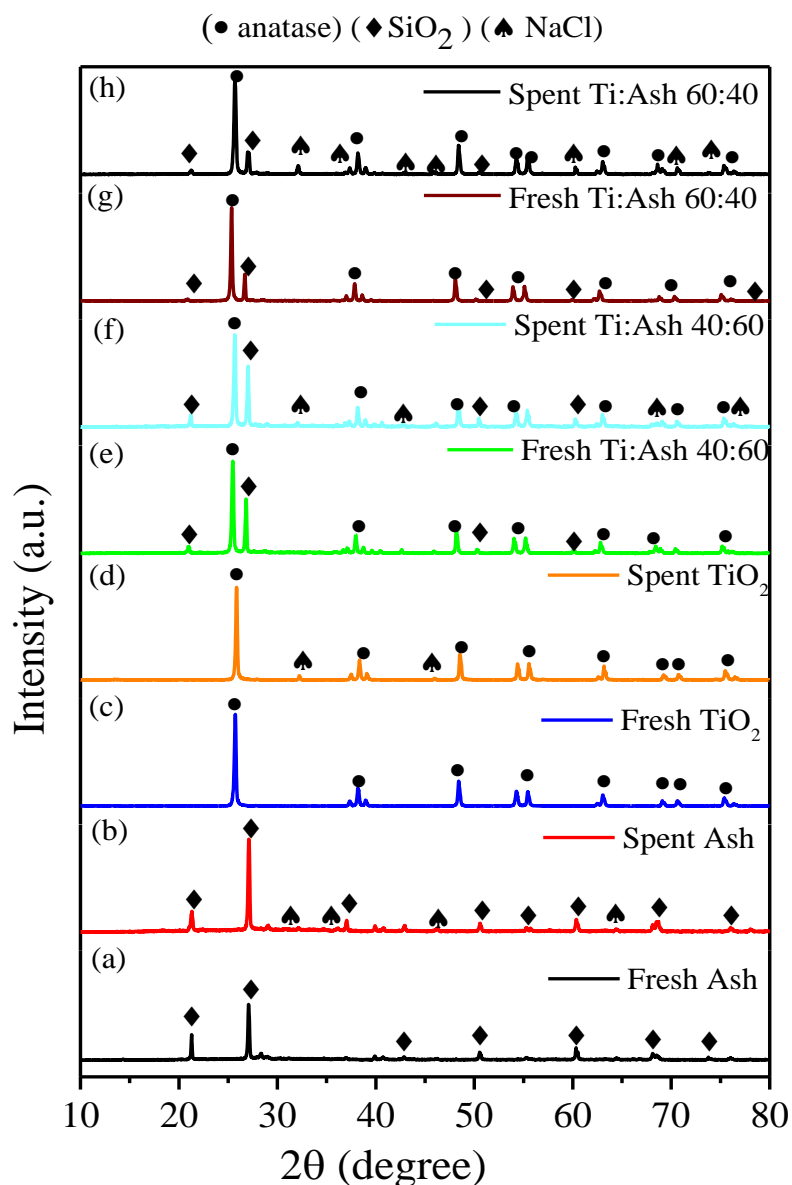 (● anatase) (◆SiO₂) (♠ NaCl)
(h) Spent Ti:Ash 60:40
(g) Fresh Ti:Ash 60:40
(f) Spent Ti:Ash 40:60
(e) Fresh Ti:Ash 40:60
(d) Spent TiO₂
(c) Fresh TiO₂
(b) Spent Ash
(a) Fresh Ash
Intensity (a.u.)
10 20 30 40 50 60 70 80
2θ (degree)